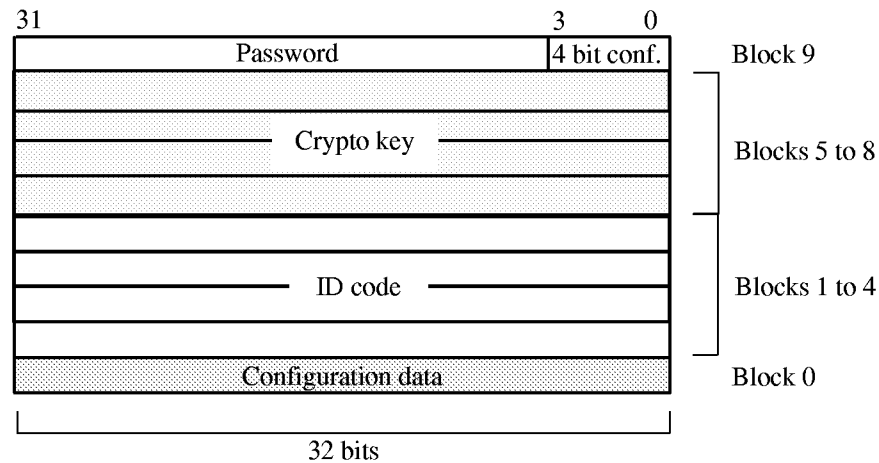 31 3 0
Password 4 bit conf. Block 9
Crypto key Blocks 5 to 8
ID code Blocks 1 to 4
Configuration data Block 0
32 bits